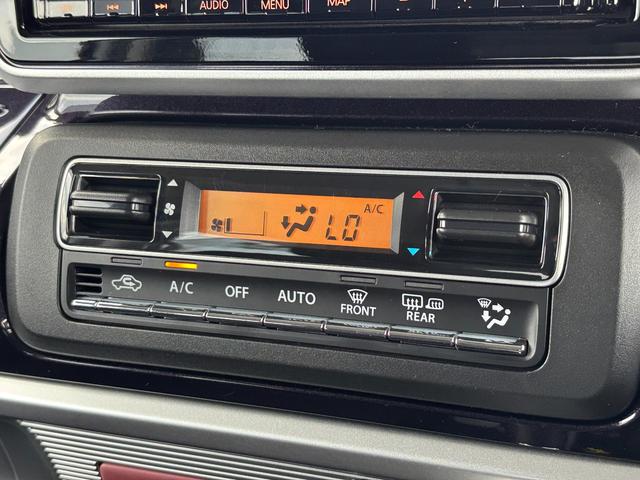 AUDIO MENU MAP
A/C
LO
A/C OFF AUTO FRONT REAR